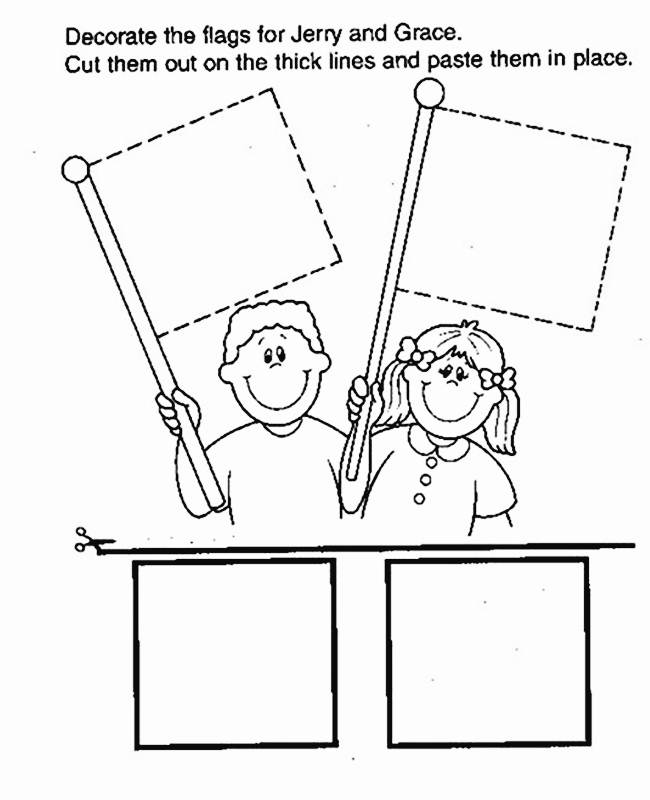 Decorate the flags for Jerry and Grace.
Cut them out on the thick lines and paste them in place.